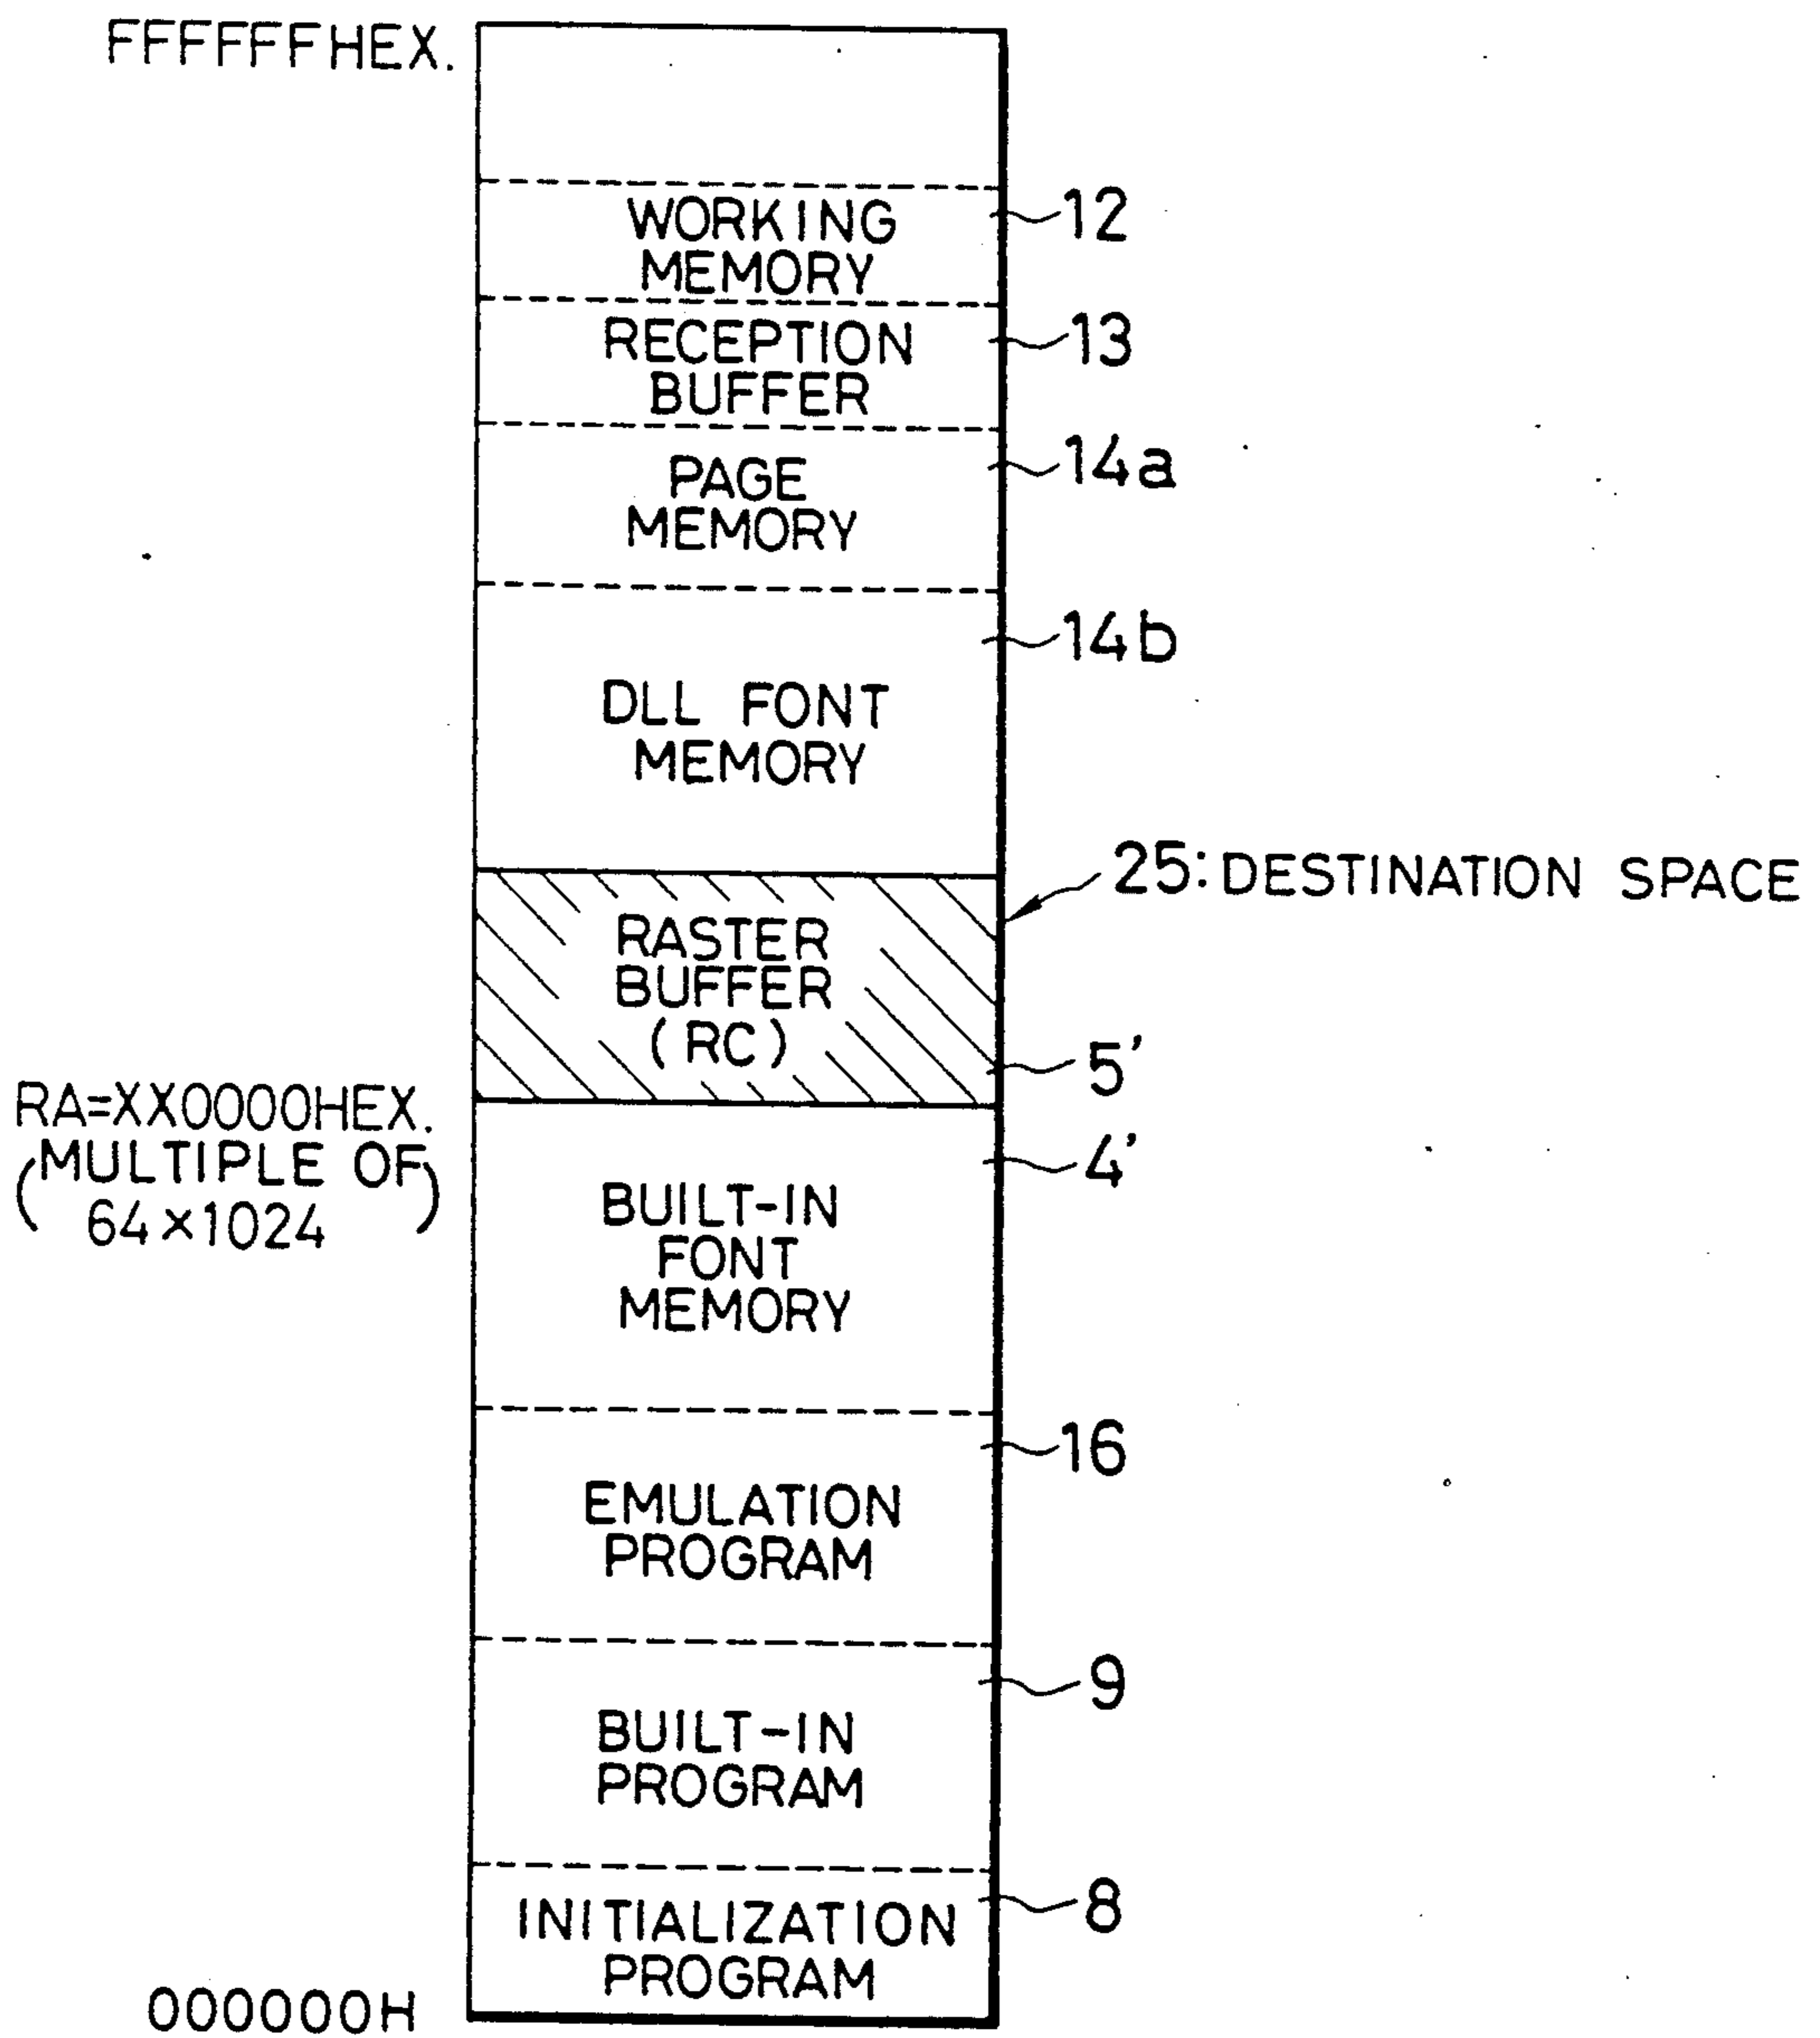 FFFFFFHEX.
WORKING
MEMORY
12
RECEPTION
BUFFER
13
PAGE
MEMORY
14a
DLL FONT
MEMORY
14b
25: DESTINATION SPACE
RASTER
BUFFER
(RC)
5'
RA=XX0000HEX.
(MULTIPLE OF
64×1024)
4'
BUILT-IN
FONT
MEMORY
16
EMULATION
PROGRAM
9
BUILT-IN
PROGRAM
8
INITIALIZATION
PROGRAM
000000H